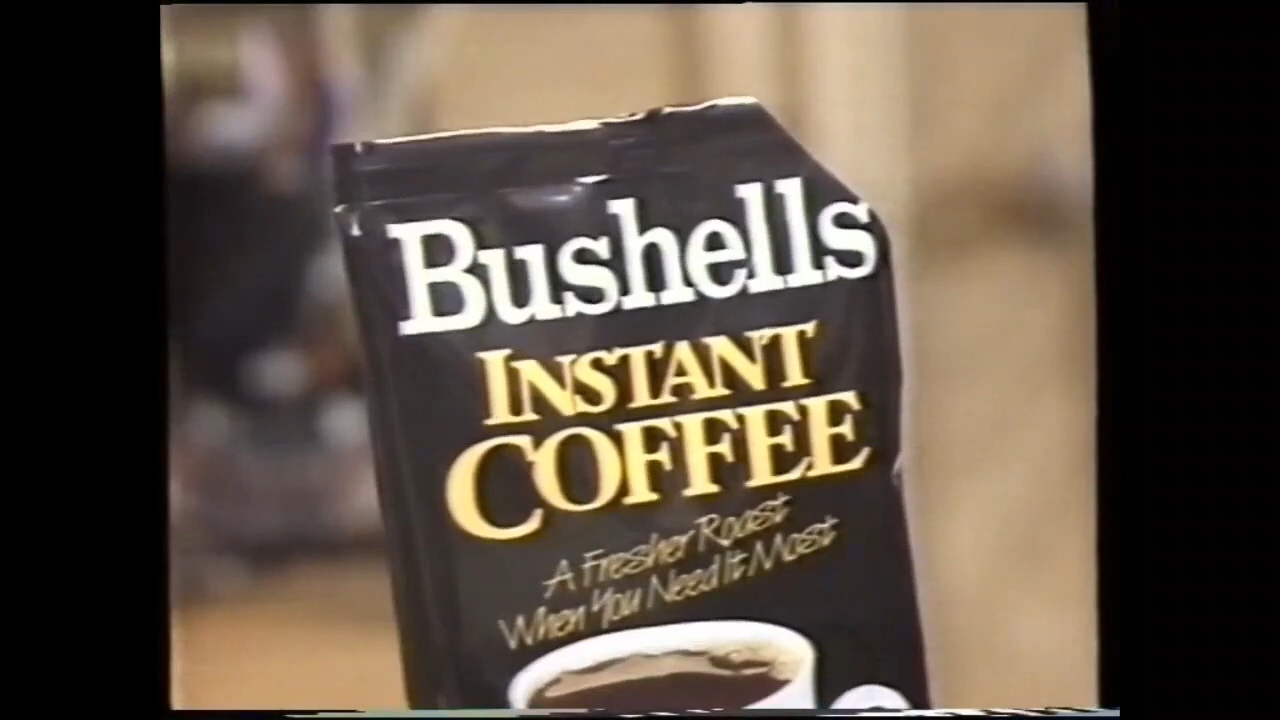 Bushells
INSTANT
COFFEE
A Fresher Roast
When You Need It Most